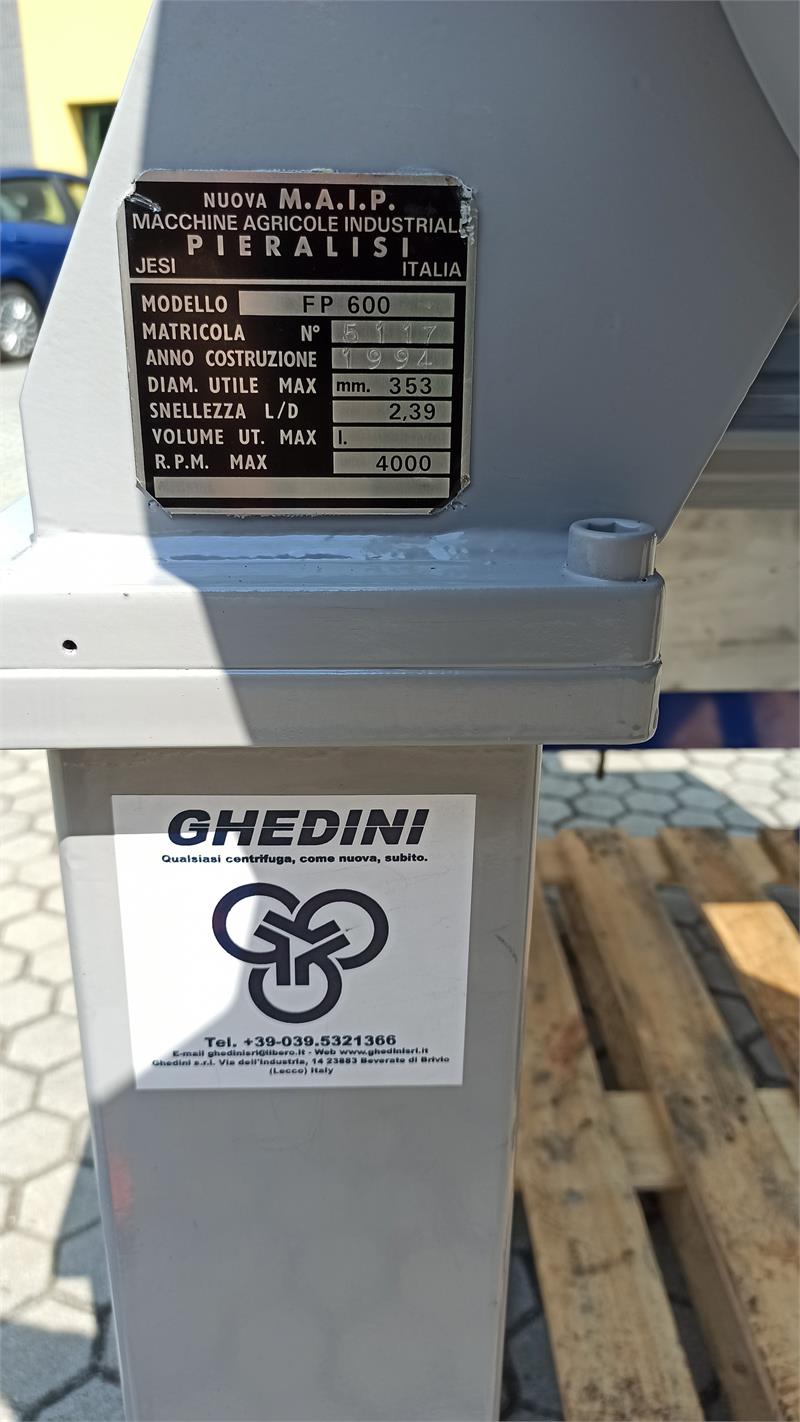 NUOVA M.A.I.P.
MACCHINE AGRICOLE INDUSTRIALI
PIERALISI
JESI ITALIA
MODELLO FP 600
MATRICOLA N° 5117
ANNO COSTRUZIONE 1994
DIAM. UTILE MAX mm. 353
SNELLEZZA L/D 2,39
VOLUME UT. MAX l.
R.P.M. MAX 4000
GHEDINI
Qualsiasi centrifuga, come nuova, subito.
Tel. +39-039.5321366
E-mail ghedinisrl@libero.it - Web www.ghedinisrl.it
Ghedini s.r.l. Via dell'Industria, 14 23883 Beverate di Brivio
(Lecco) Italy